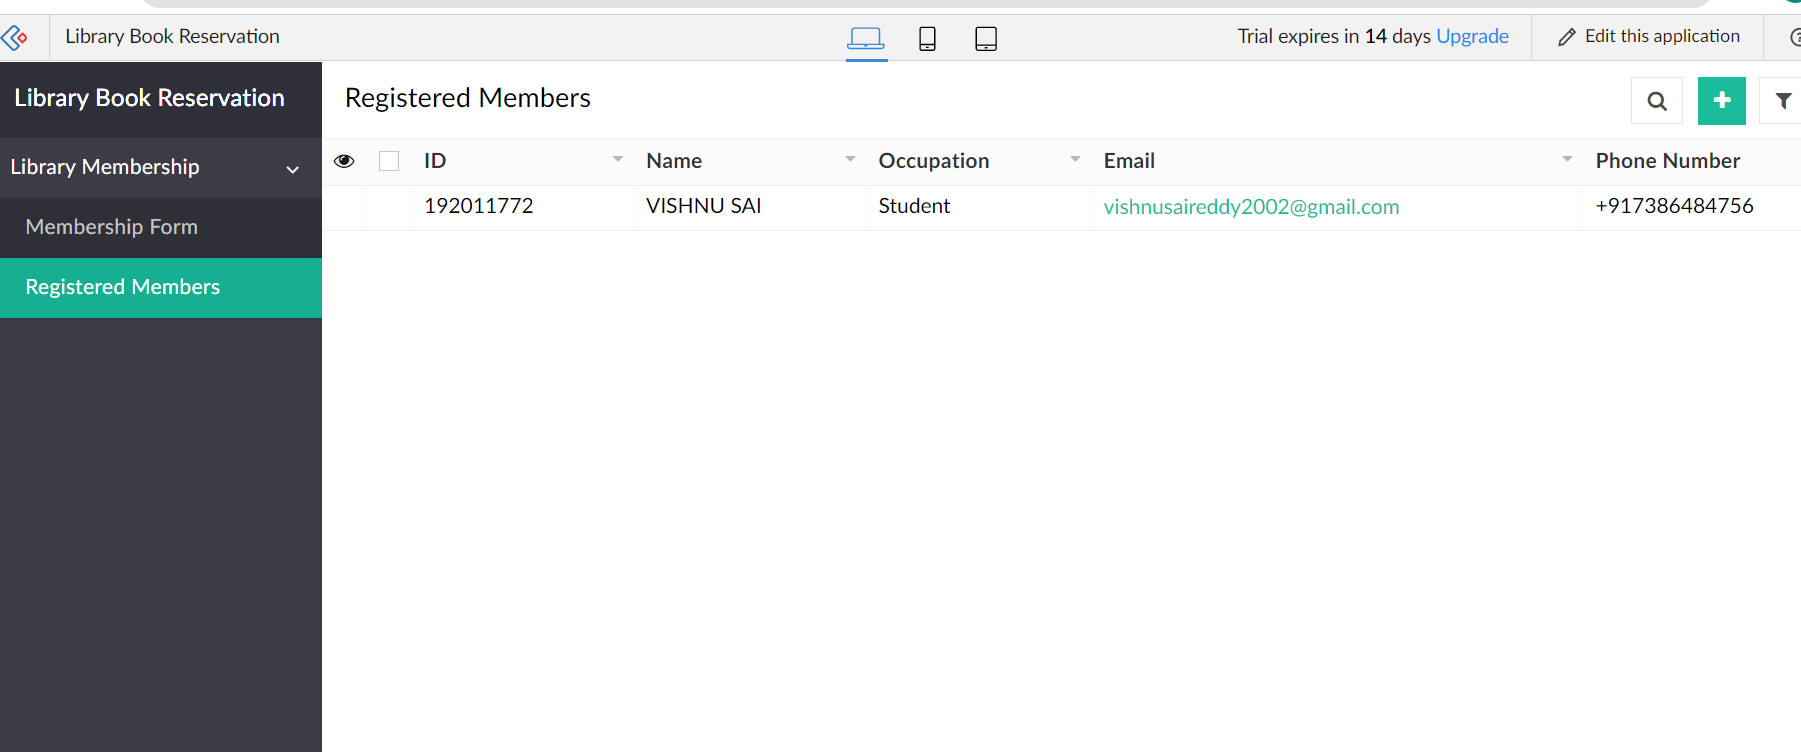 Library Book Reservation
Trial expires in 14 days Upgrade
Edit this application
Library Book Reservation
Library Membership
Membership Form
Registered Members
Registered Members
ID Name Occupation Email Phone Number
192011772 VISHNU SAI Student vishnusaireddy2002@gmail.com +917386484756